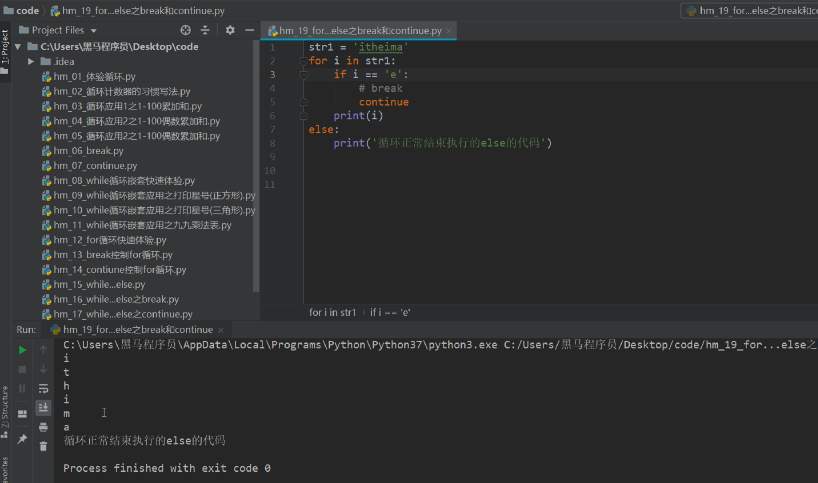 code hm_19_for...else之break和continue.py hm_19_for...else之break和co
Project Files
hm_19_for...else之break和continue.py
1: Project
C:\Users\黑马程序员\Desktop\code
.idea
hm_01_体验循环.py
hm_02_循环计数器的习惯写法.py
hm_03_循环应用1之1-100累加和.py
hm_04_循环应用2之1-100偶数累加和.py
hm_05_循环应用2之1-100偶数累加和.py
hm_06_break.py
hm_07_continue.py
hm_08_while循环嵌套快速体验.py
hm_09_while循环嵌套应用之打印星号(正方形).py
hm_10_while循环嵌套应用之打印星号(三角形).py
hm_11_while循环嵌套应用之九九乘法表.py
hm_12_for循环快速体验.py
hm_13_break控制for循环.py
hm_14_contiune控制for循环.py
hm_15_while...else.py
hm_16_while...else之break.py
hm_17_while...else之continue.py
1 str1 = 'itheima'
2 for i in str1:
3 if i == 'e':
4 # break
5 continue
6 print(i)
7 else:
8 print('循环正常结束执行的else的代码')
9
10
11
for i in str1 › if i == 'e'
Run: hm_19_for...else之break和continue
C:\Users\黑马程序员\AppData\Local\Programs\Python\Python37\python3.exe C:/Users/黑马程序员/Desktop/code/hm_19_for...else之
i
t
h
i
m
a
循环正常结束执行的else的代码
Process finished with exit code 0
Z: Structure
avorites